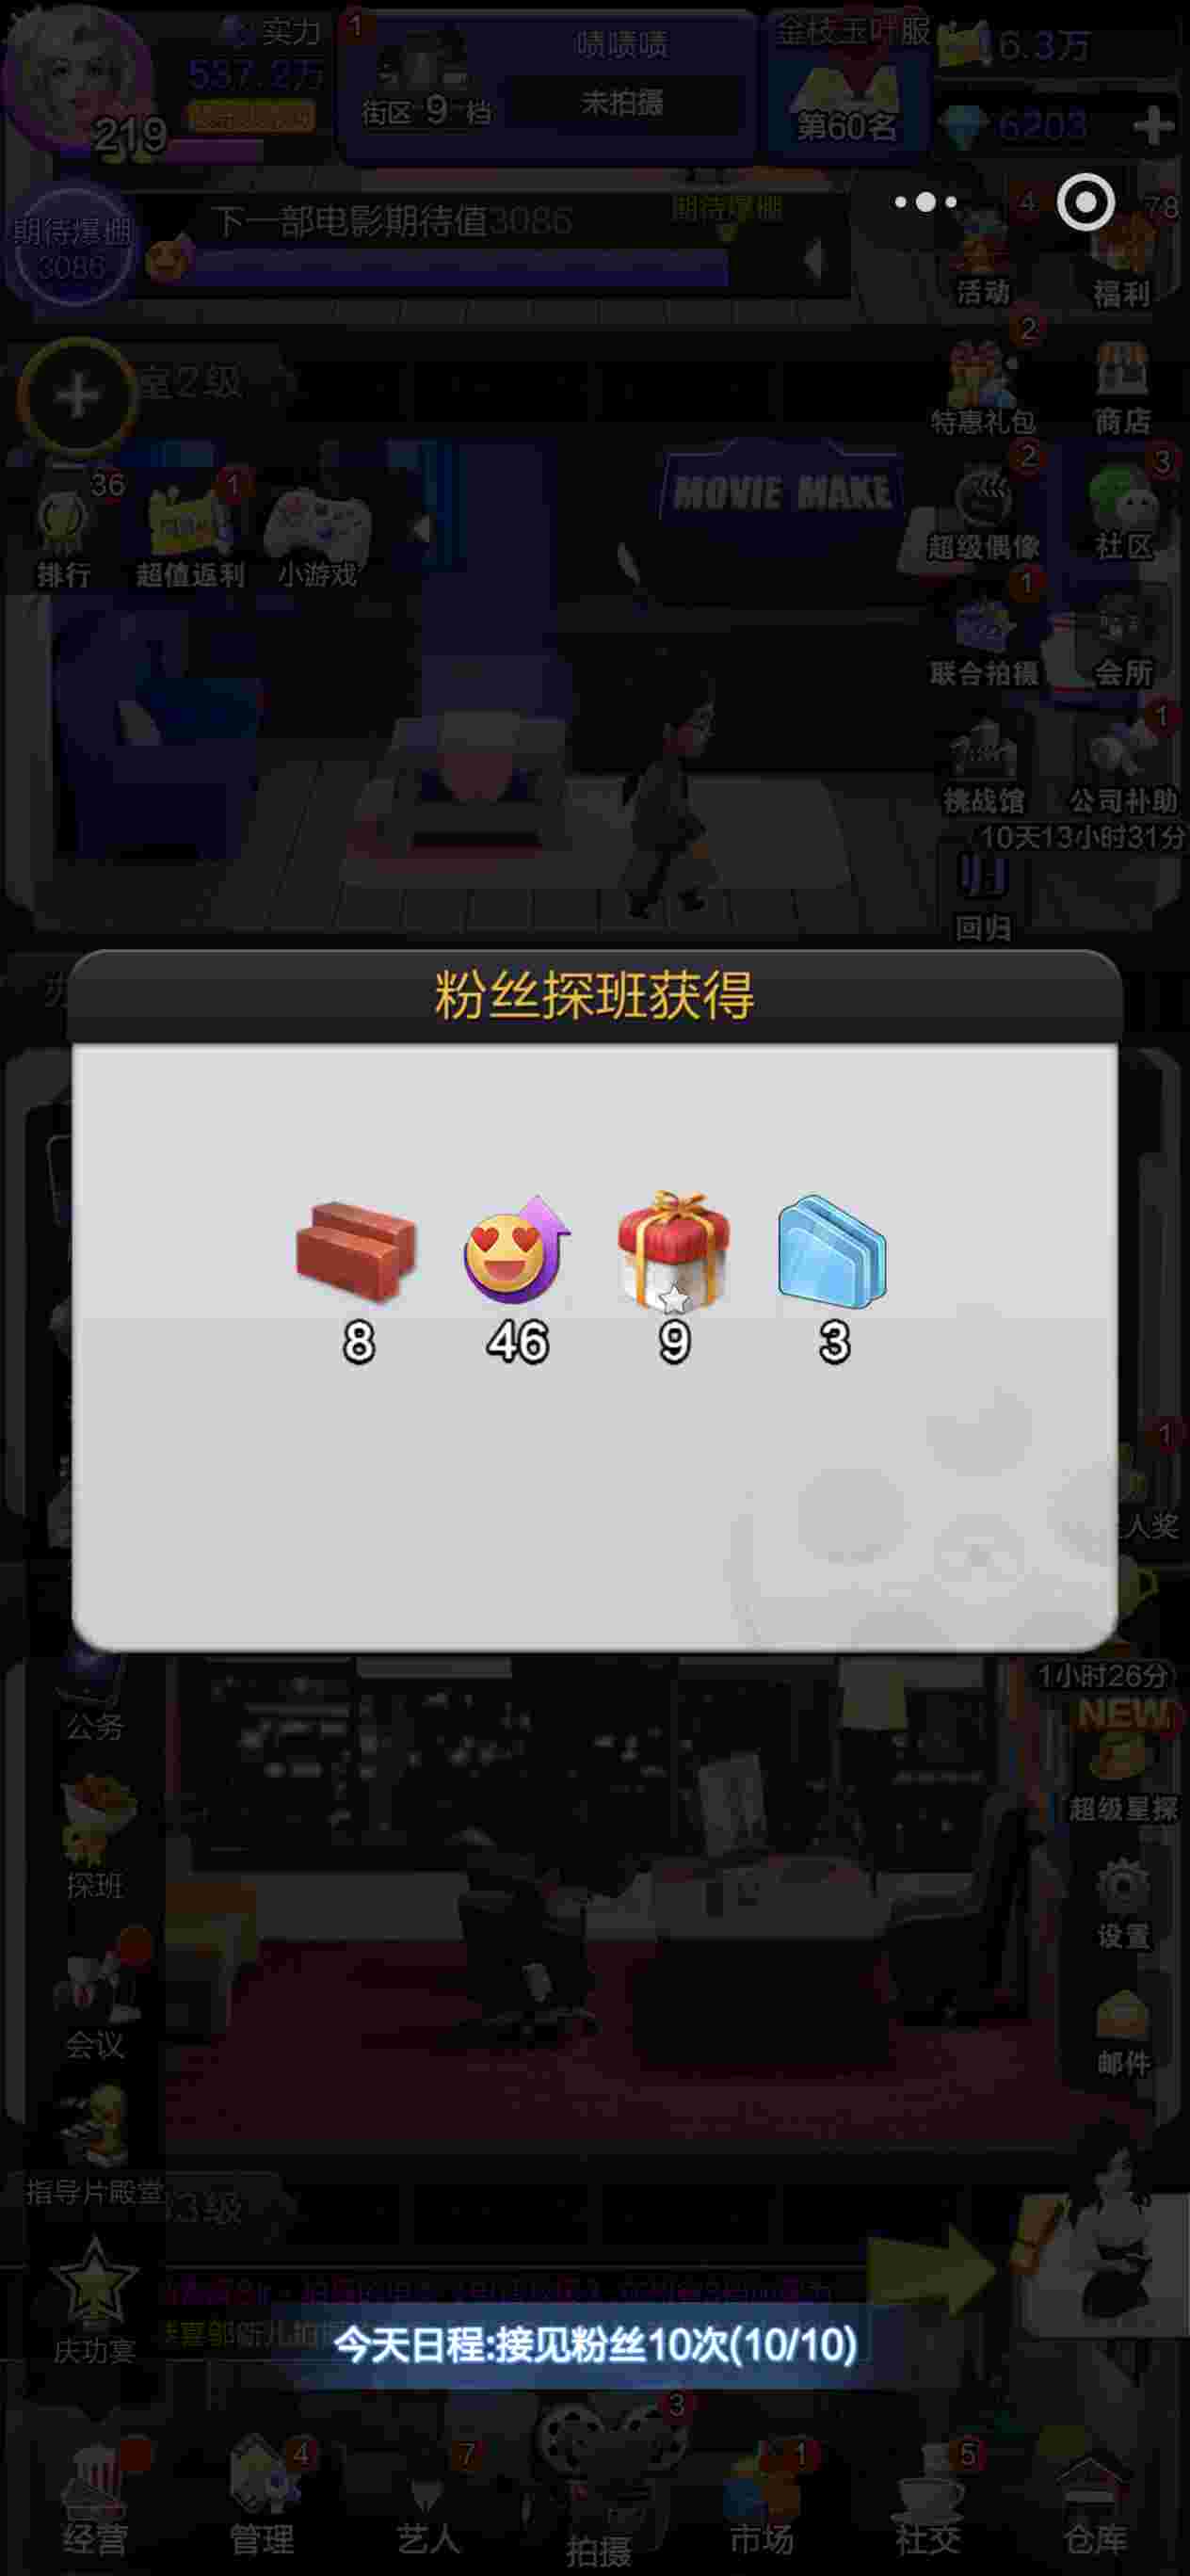 实力
537.2万
219
1
街区 9 档
啧啧啧
未拍摄
金枝玉叶服
第60名
6.3万
6203
期待爆棚
3086
下一部电影期待值3086
期待爆棚
4
活动
78
福利
室2级
2
特惠礼包
商店
36
排行
1
超值返利
小游戏
MOVIE MAKE
2
超级偶像
3
社区
1
联合拍摄
会所
挑战馆
1
公司补助
10天13小时31分
归
回归
粉丝探班获得
8
46
9
3
1
人奖
公务
1小时26分
NEW
超级星探
探班
设置
会议
邮件
指导片殿堂
3级
庆功宴
今天日程:接见粉丝10次(10/10)
经营
4
管理
7
艺人
3
拍摄
1
市场
5
社交
仓库